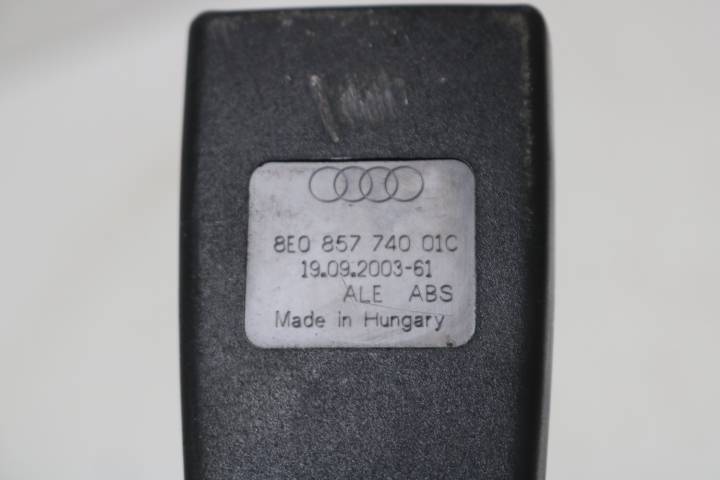 8E0 857 740 01C
19.09.2003-61
ALE ABS
Made in Hungary